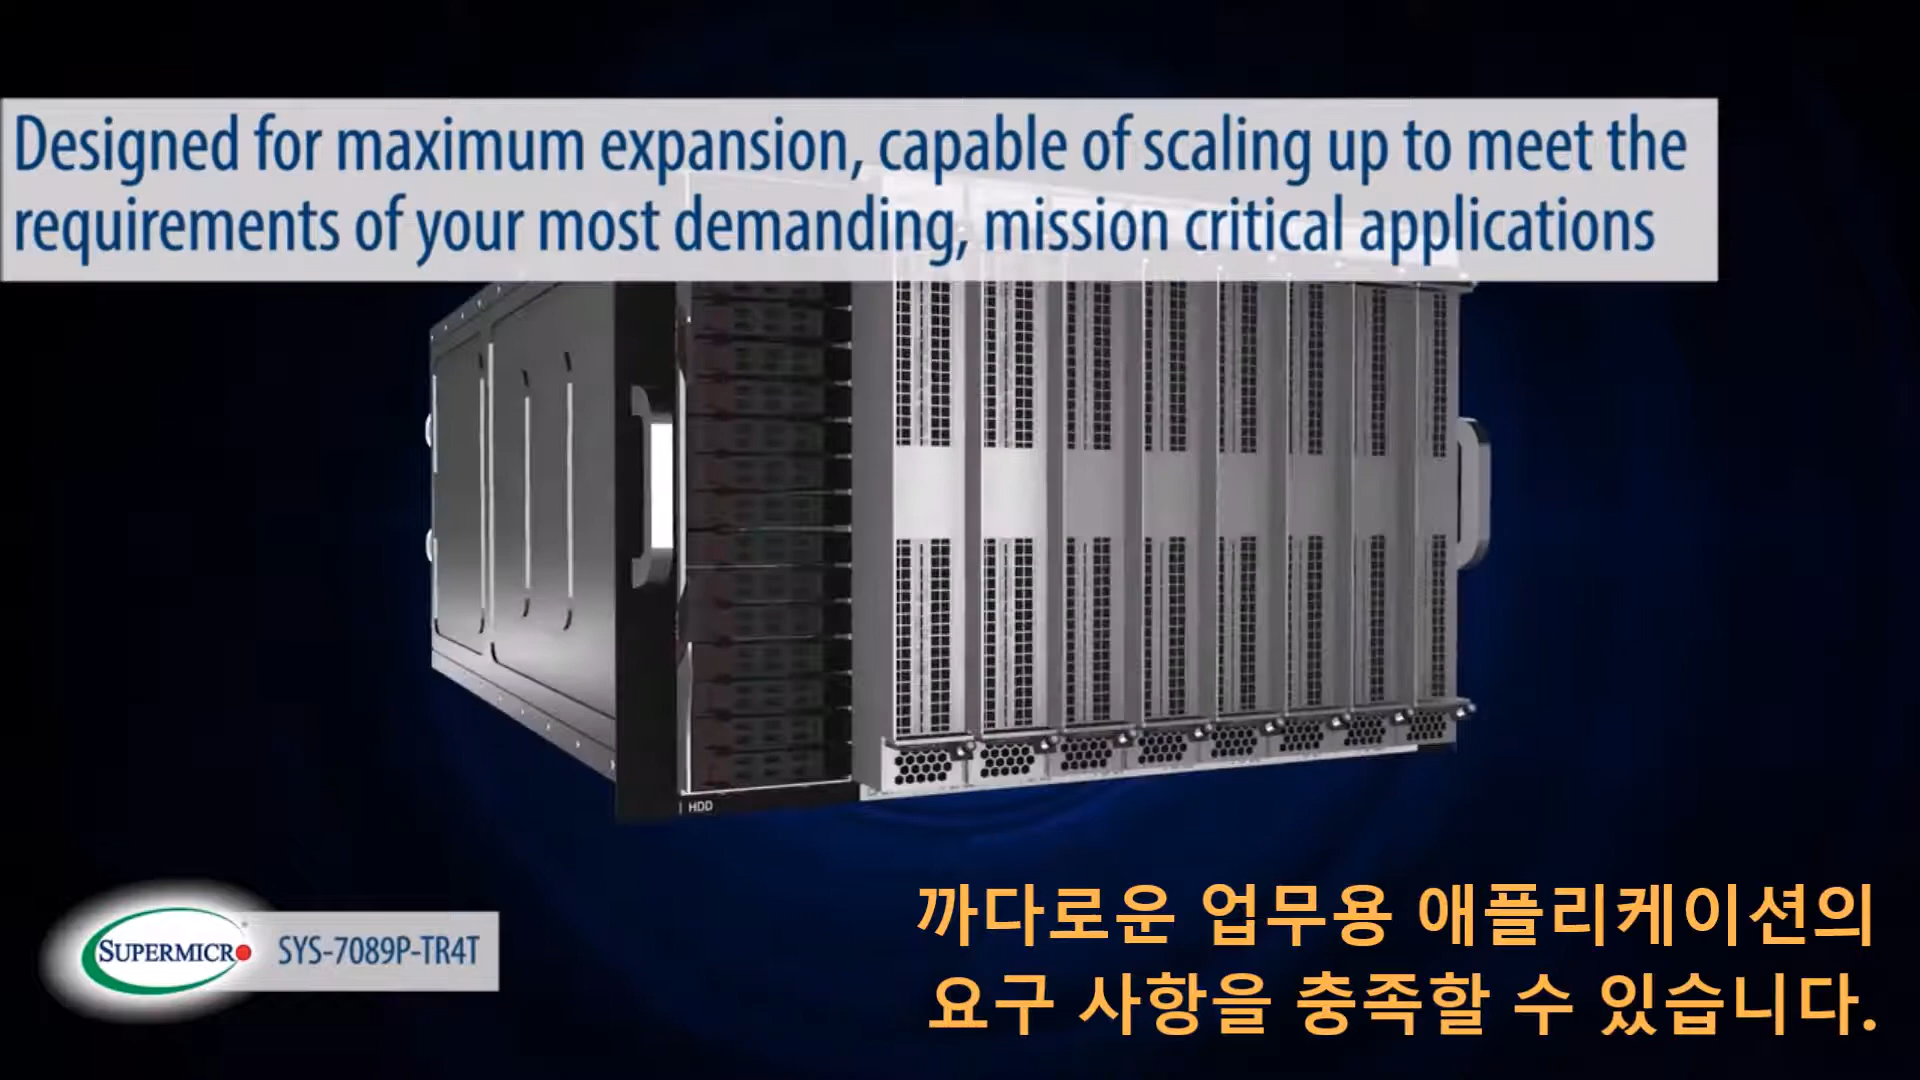 Designed for maximum expansion, capable of scaling up to meet the
requirements of your most demanding, mission critical applications
HDD
SUPERMICRO
SYS-7089P-TR4T
까다로운 업무용 애플리케이션의
요구 사항을 충족할 수 있습니다.